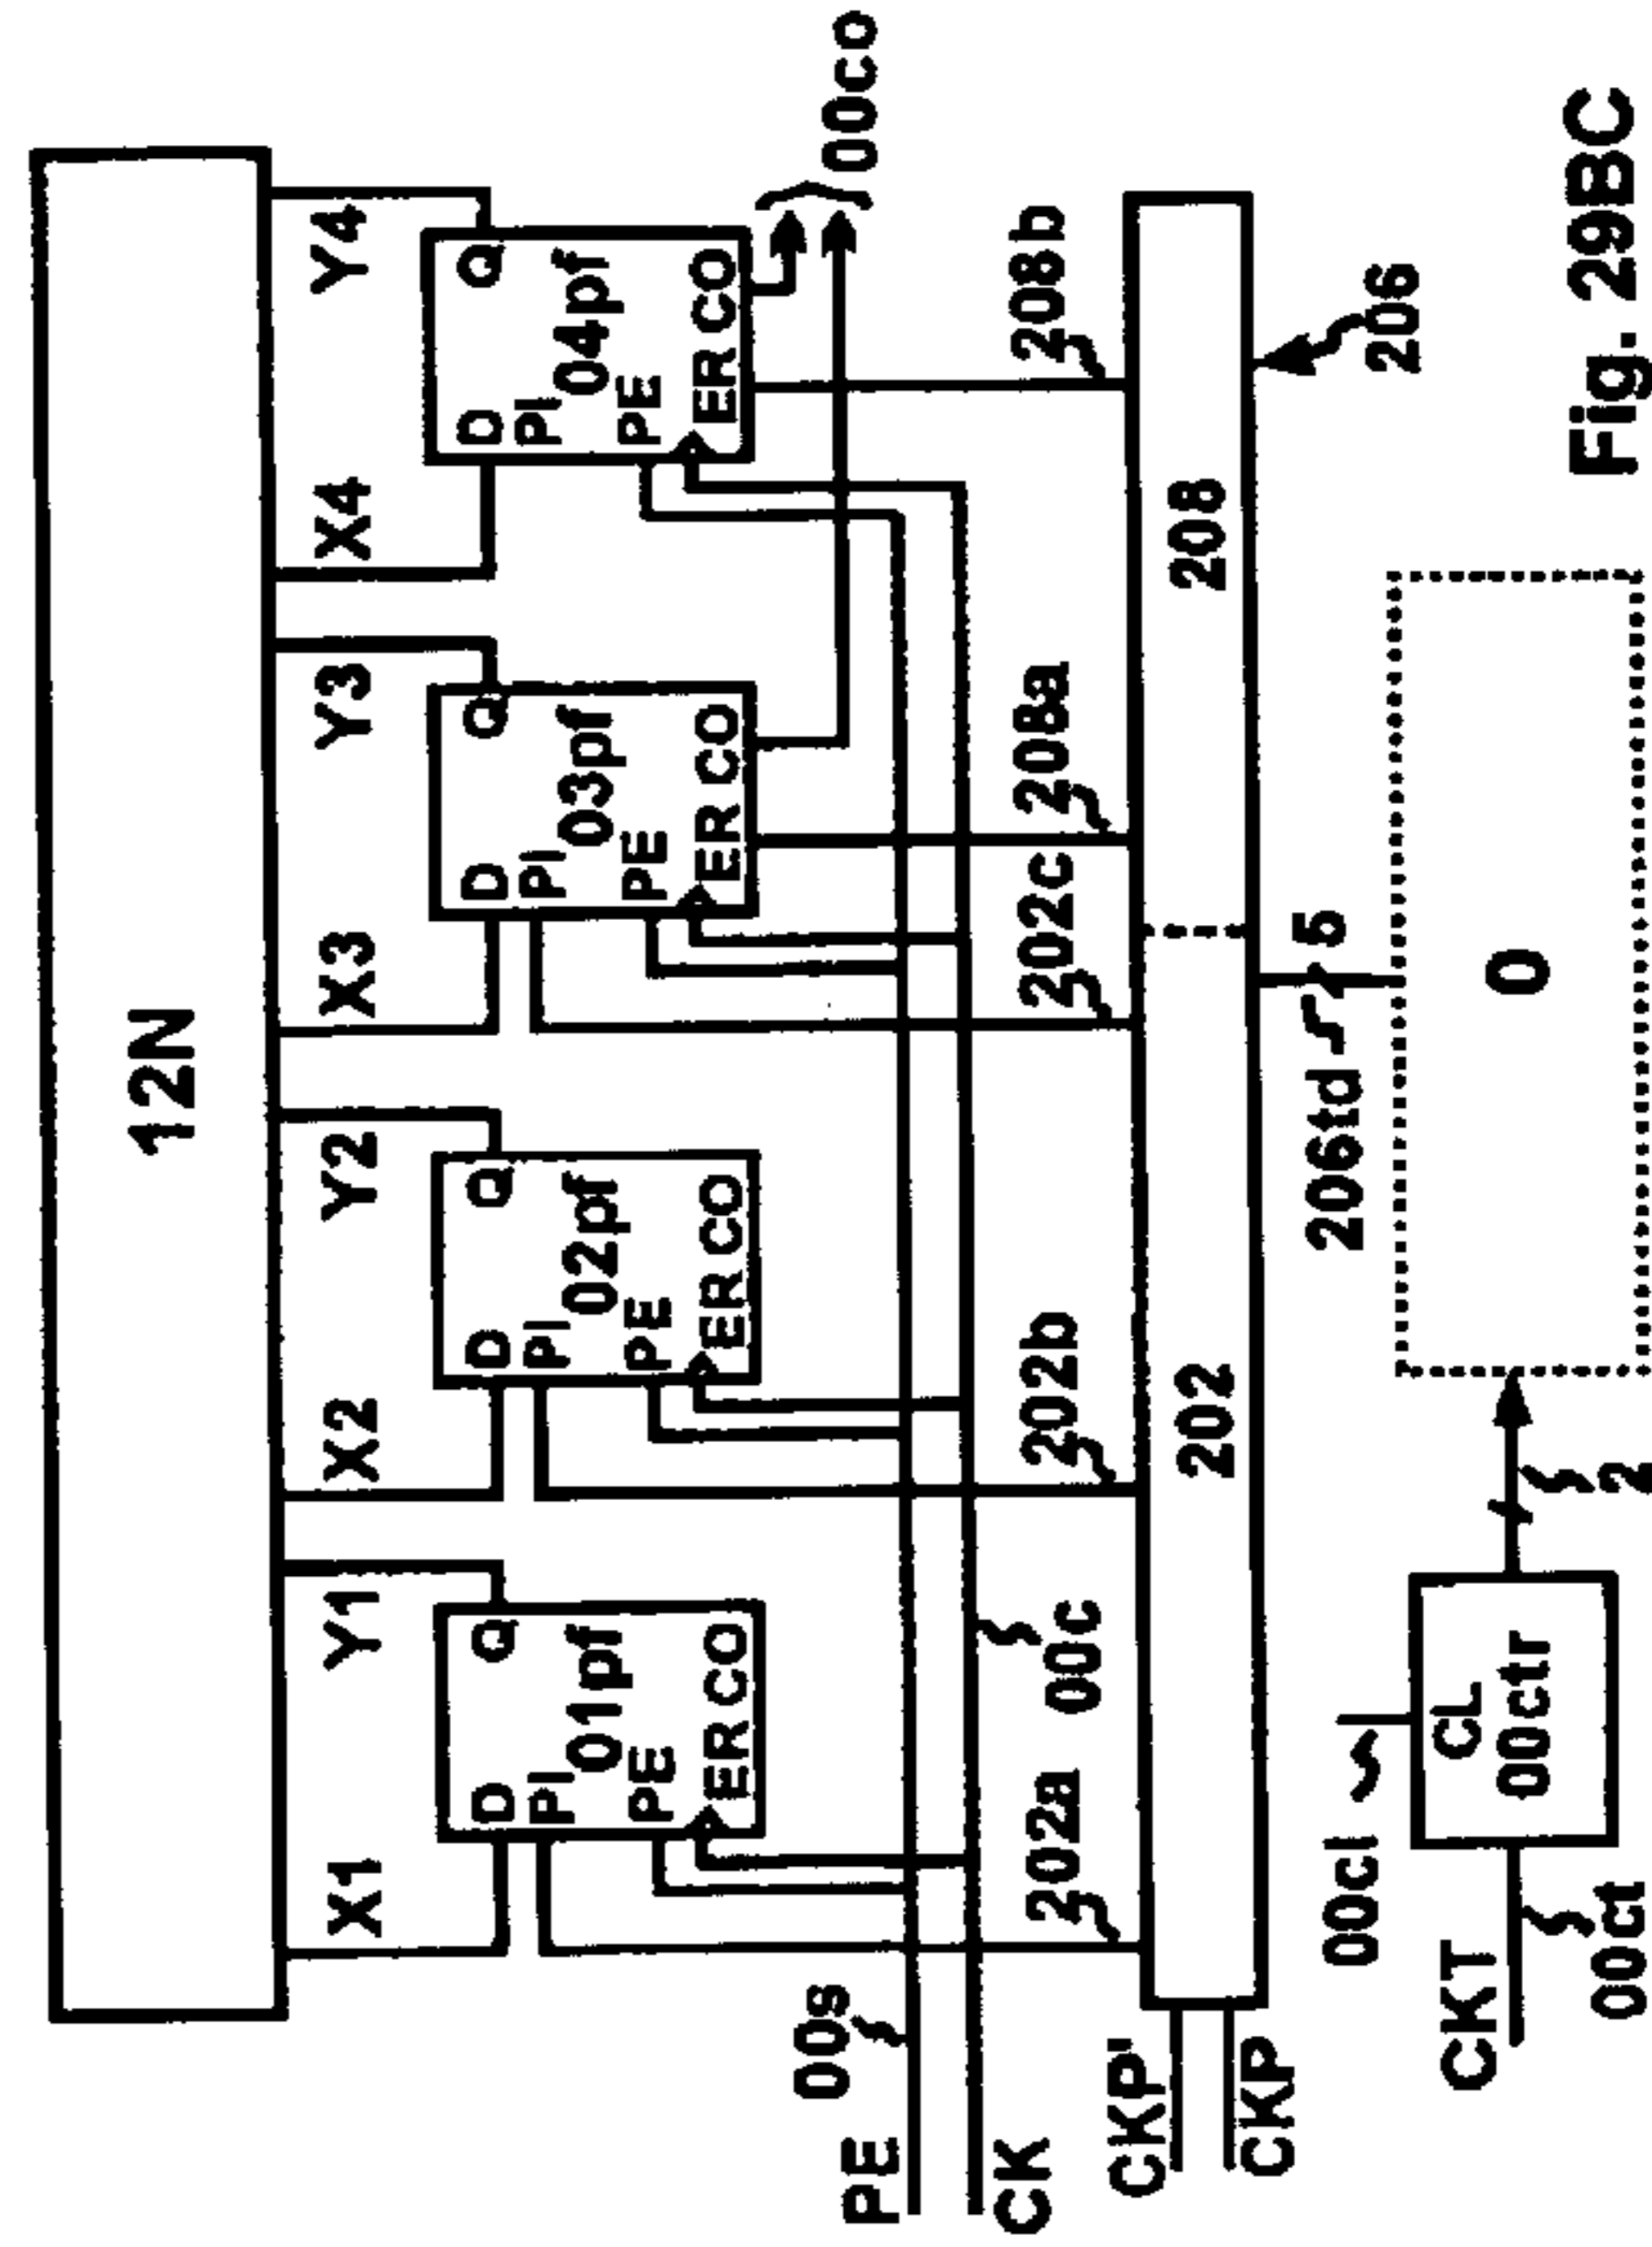 12N
X1
Y1
X2
Y2
X3
Y3
X4
Y4
D
Q
PI
01pf
PE
ER CO
D
Q
PI
02pf
PE
ER CO
D
Q
PI
03pf
PE
ER CO
D
Q
PI
04pf
PE
ER CO
00co
PE
00s
CK
00c
202a
202b
202c
208a
208b
CKP'
CKP
202
208
206
206td
5
00cl
CKT
00ct
CL
00ctr
2
0
Fig. 29BC